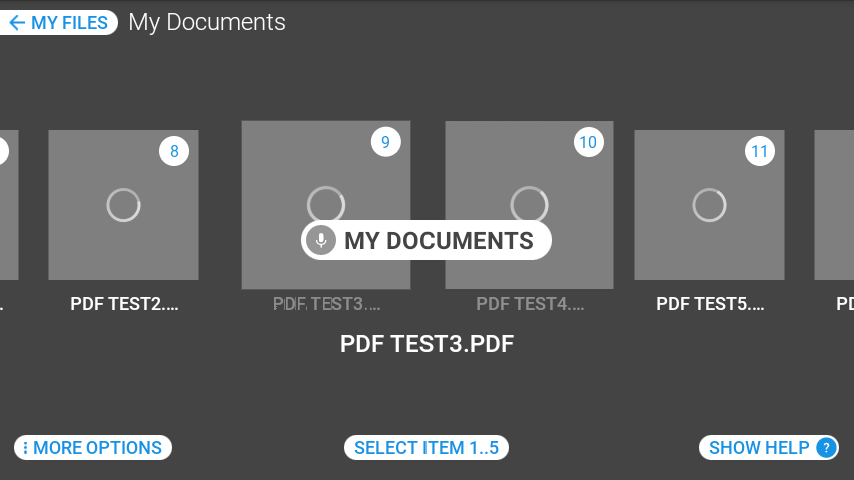 MY FILES My Documents
8 9 10 11
MY DOCUMENTS
PDF TEST2.... PDF TEST3.... PDF TEST4.... PDF TEST5.... PD
PDF TEST3.PDF
MORE OPTIONS SELECT ITEM 1..5 SHOW HELP ?